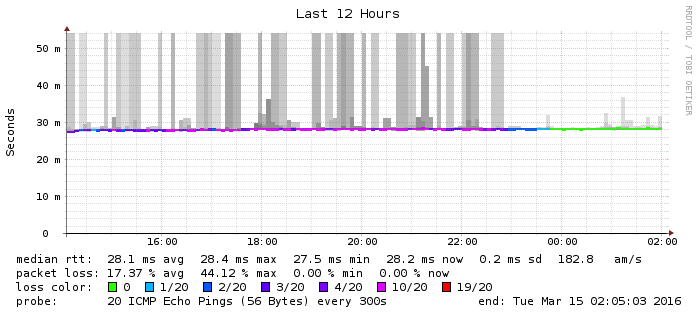 Last 12 Hours
RRDTOOL / TOBI OETIKER
Seconds
50 m
40 m
30 m
20 m
10 m
0
16:00 18:00 20:00 22:00 00:00 02:00
median rtt: 28.1 ms avg 28.4 ms max 27.5 ms min 28.2 ms now 0.2 ms sd 182.8 am/s
packet loss: 17.37 % avg 44.12 % max 0.00 % min 0.00 % now
loss color: 0 1/20 2/20 3/20 4/20 10/20 19/20
probe: 20 ICMP Echo Pings (56 Bytes) every 300s end: Tue Mar 15 02:05:03 2016